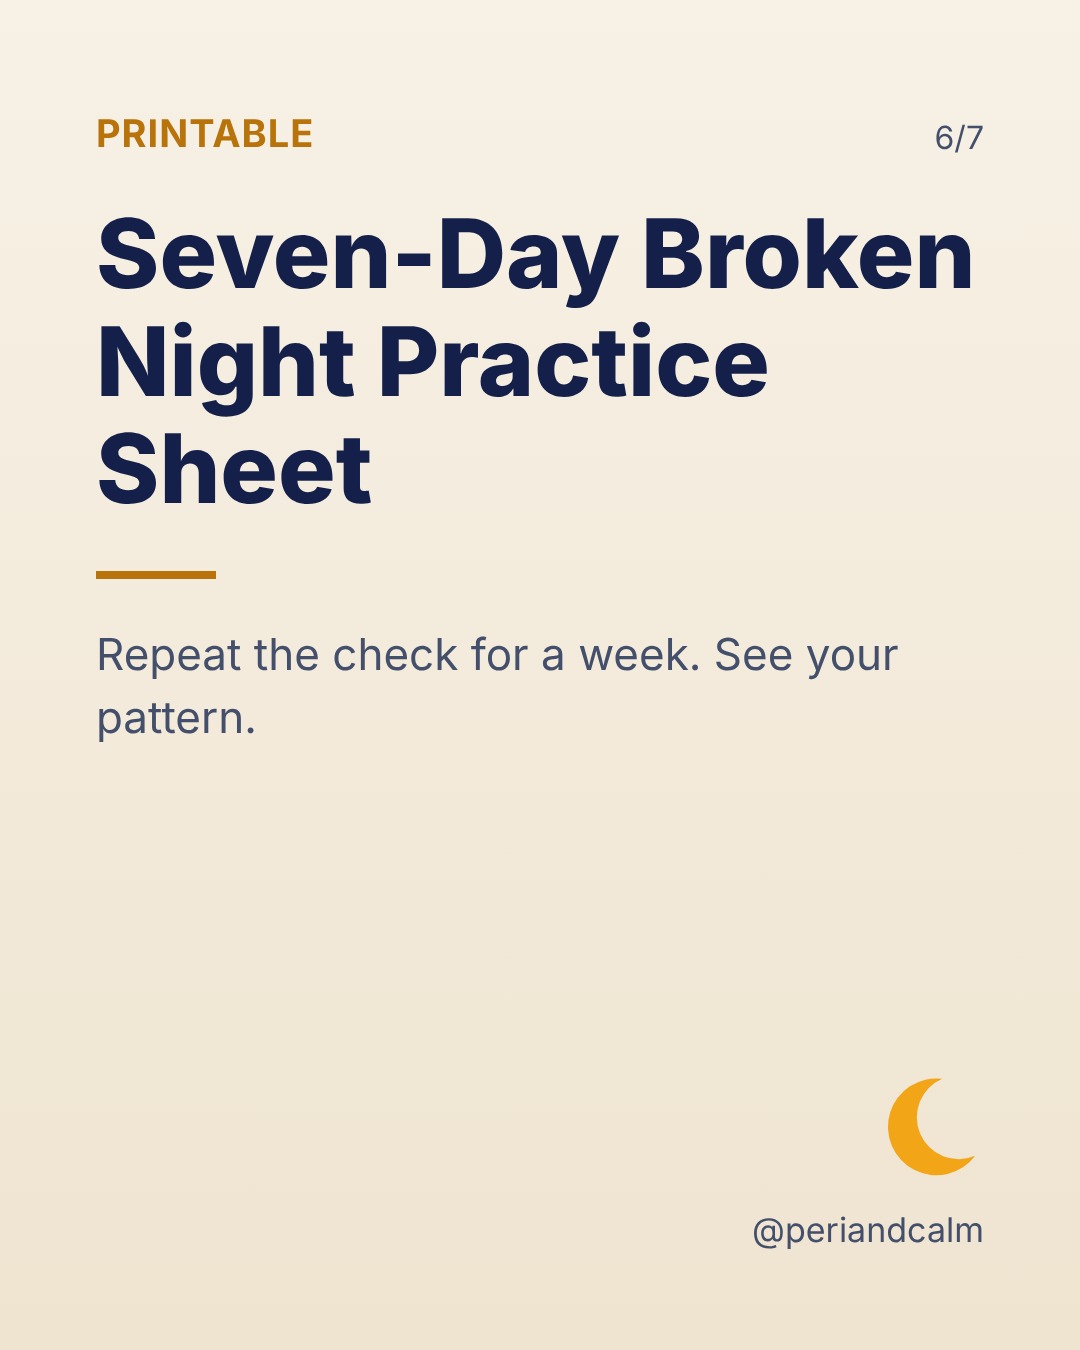 PRINTABLE
6/7
Seven-Day Broken
Night Practice
Sheet
Repeat the check for a week. See your
pattern.
@periandcalm